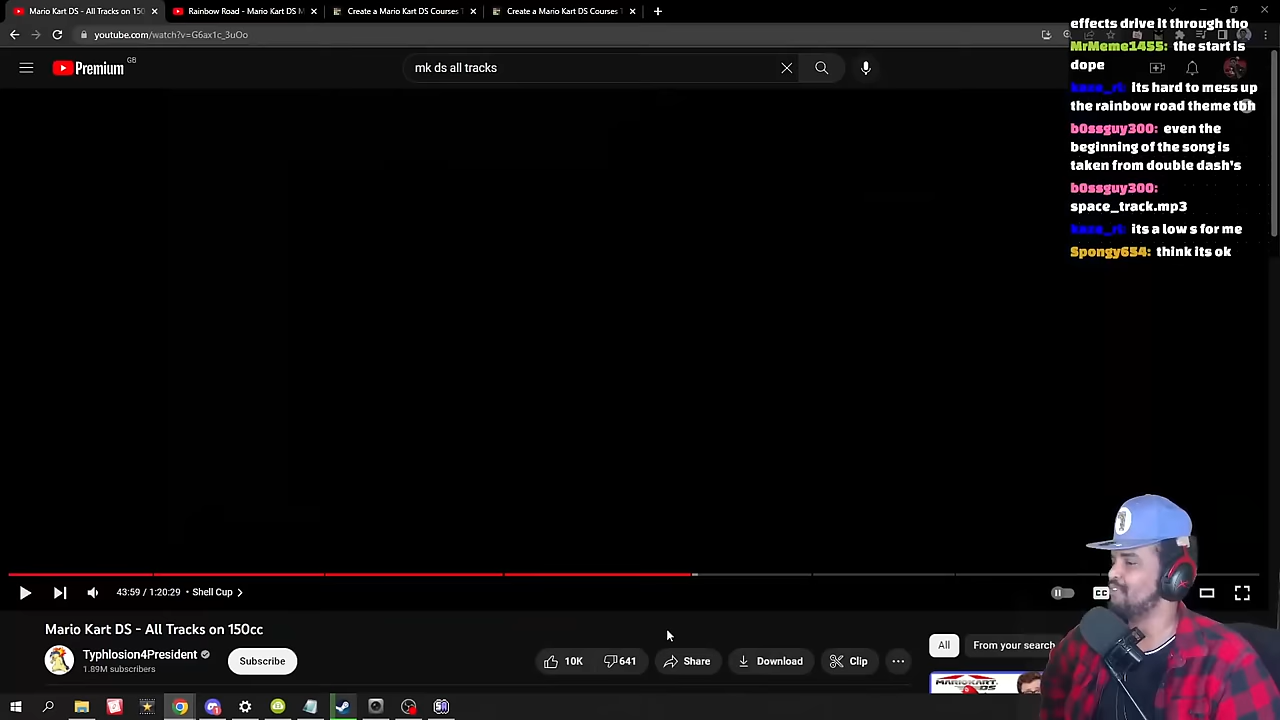 Mario Kart DS - All Tracks on 150
Rainbow Road - Mario Kart DS M
Create a Mario Kart DS Courses T
Create a Mario Kart DS Courses T
youtube.com/watch?v=G6ax1c_3uOo
Premium GB
mk ds all tracks
effects drive it through tho
MrMeme1455: the start is
dope
its hard to mess up
the rainbow road theme tbh
b0ssguy300: even the
beginning of the song is
taken from double dash's
b0ssguy300:
space_track.mp3
its a low s for me
Spongy654: think its ok
43:59 / 1:20:29 • Shell Cup
CC
Mario Kart DS - All Tracks on 150cc
Typhlosion4President
1.89M subscribers
Subscribe
10K
641
Share
Download
Clip
All
From your search
MARIOKART
DS